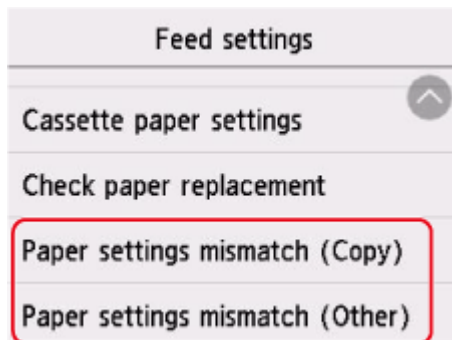 Feed settings
Cassette paper settings
Check paper replacement
Paper settings mismatch (Copy)
Paper settings mismatch (Other)